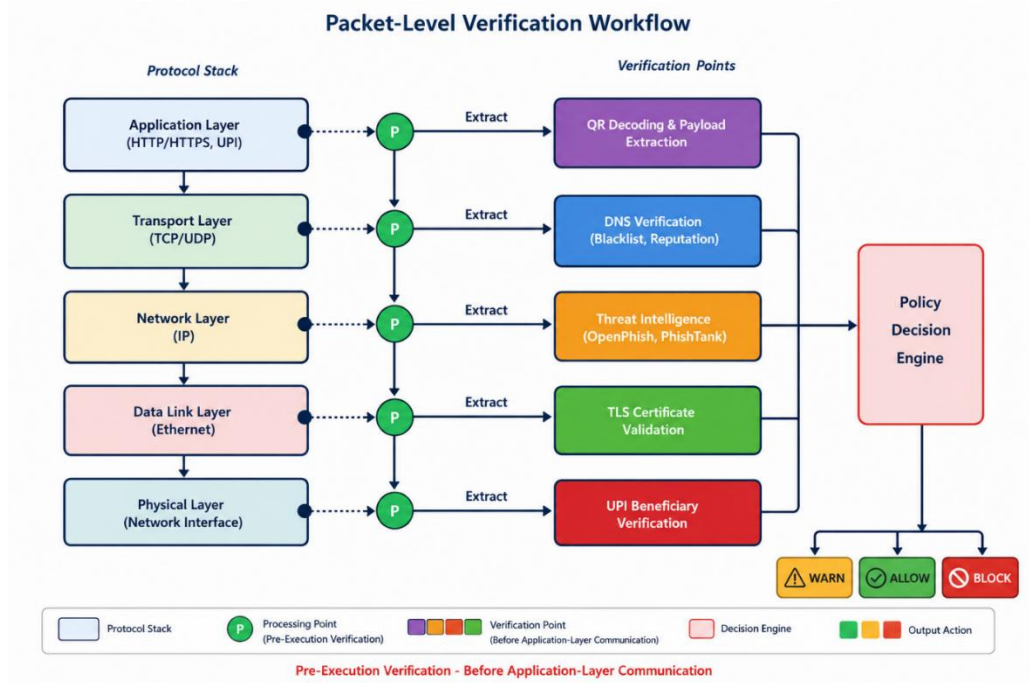 Packet-Level Verification Workflow
Protocol Stack
Verification Points
Application Layer
(HTTP/HTTPS, UPI)
P
Extract
QR Decoding & Payload
Extraction
Transport Layer
(TCP/UDP)
P
Extract
DNS Verification
(Blacklist, Reputation)
Network Layer
(IP)
P
Extract
Threat Intelligence
(OpenPhish, PhishTank)
Policy
Decision
Engine
Data Link Layer
(Ethernet)
P
Extract
TLS Certificate
Validation
Physical Layer
(Network Interface)
P
Extract
UPI Beneficiary
Verification
WARN
ALLOW
BLOCK
Protocol Stack
P
Processing Point
(Pre-Execution Verification)
Verification Point
(Before Application-Layer Communication)
Decision Engine
Output Action
Pre-Execution Verification - Before Application-Layer Communication